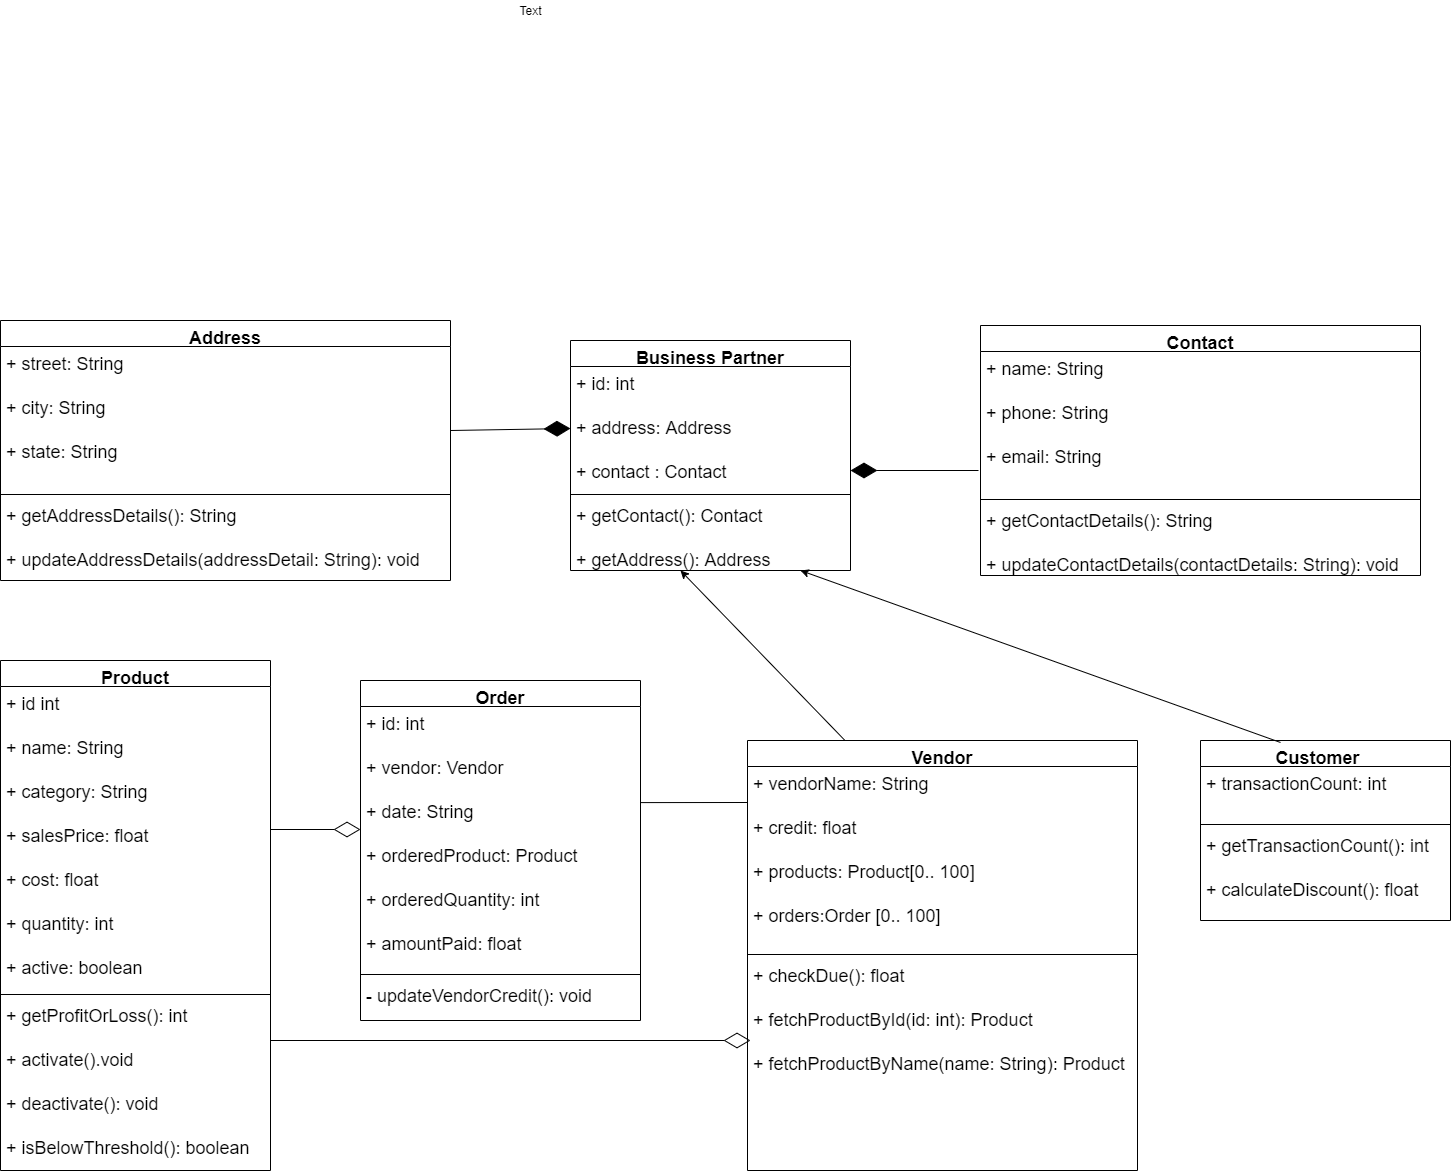 Text
Address
+ street: String
+ city: String
+ state: String
+ getAddressDetails(): String
+ updateAddressDetails(addressDetail: String): void
Business Partner
+ id: int
+ address: Address
+ contact : Contact
+ getContact(): Contact
+ getAddress(): Address
Contact
+ name: String
+ phone: String
+ email: String
+ getContactDetails(): String
+ updateContactDetails(contactDetails: String): void
Product
+ id int
+ name: String
+ category: String
+ salesPrice: float
+ cost: float
+ quantity: int
+ active: boolean
+ getProfitOrLoss(): int
+ activate().void
+ deactivate(): void
+ isBelowThreshold(): boolean
Order
+ id: int
+ vendor: Vendor
+ date: String
+ orderedProduct: Product
+ orderedQuantity: int
+ amountPaid: float
- updateVendorCredit(): void
Vendor
+ vendorName: String
+ credit: float
+ products: Product[0.. 100]
+ orders:Order [0.. 100]
+ checkDue(): float
+ fetchProductById(id: int): Product
+ fetchProductByName(name: String): Product
Customer
+ transactionCount: int
+ getTransactionCount(): int
+ calculateDiscount(): float